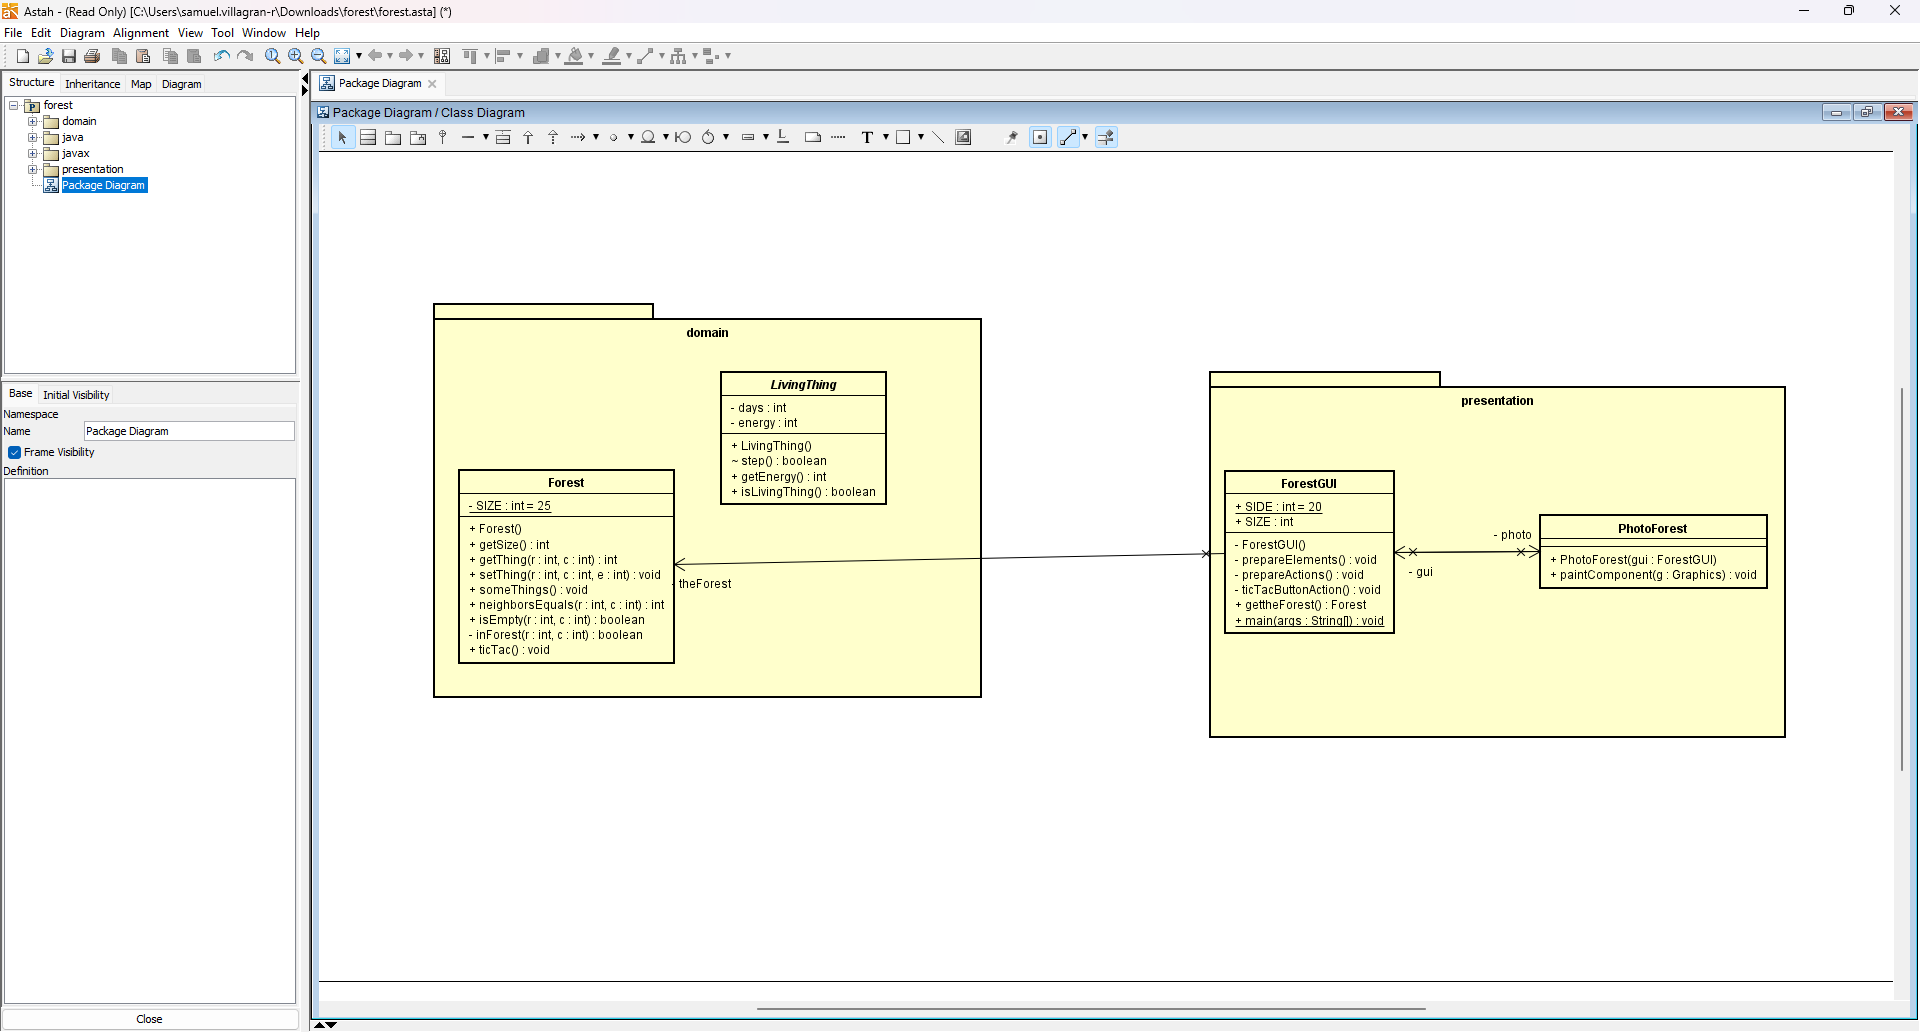 Astah - (Read Only) [C:\Users\samuel.villagran-r\Downloads\forest\forest.asta] (*)
File Edit Diagram Alignment View Tool Window Help
Structure Inheritance Map Diagram
forest
domain
java
javax
presentation
Package Diagram
Base Initial Visibility
Namespace
Name Package Diagram
Frame Visibility
Definition
Close
Package Diagram
Package Diagram / Class Diagram
domain
LivingThing
- days : int
- energy : int
+ LivingThing()
~ step() : boolean
+ getEnergy() : int
+ isLivingThing() : boolean
Forest
- SIZE : int = 25
+ Forest()
+ getSize() : int
+ getThing(r : int, c : int) : int
+ setThing(r : int, c : int, e : int) : void
+ someThings() : void
+ neighborsEquals(r : int, c : int) : int
+ isEmpty(r : int, c : int) : boolean
- inForest(r : int, c : int) : boolean
+ ticTac() : void
- theForest
presentation
ForestGUI
+ SIDE : int = 20
+ SIZE : int
- ForestGUI()
- prepareElements() : void
- prepareActions() : void
- ticTacButtonAction() : void
+ gettheForest() : Forest
+ main(args : String[]) : void
- photo
- gui
PhotoForest
+ PhotoForest(gui : ForestGUI)
+ paintComponent(g : Graphics) : void